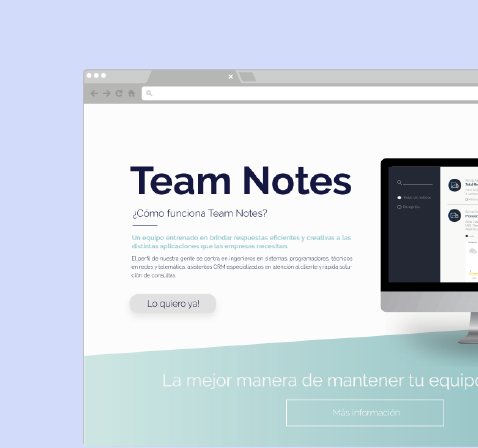 Team Notes
¿Cómo funciona Team Notes?
Un equipo entrenado en brindar respuestas eficientes y creativas a las
distintas aplicaciones que las empresas necesitan.
El perfil de nuestra gente se centra en ingenieros en sistemas, programadores, técnicos
en redes y telemática, asistentes CRM especializados en atención al cliente y rápida solu-
ción de consultas.
Lo quiero ya!
La mejor manera de mantener tu equipo
Más información